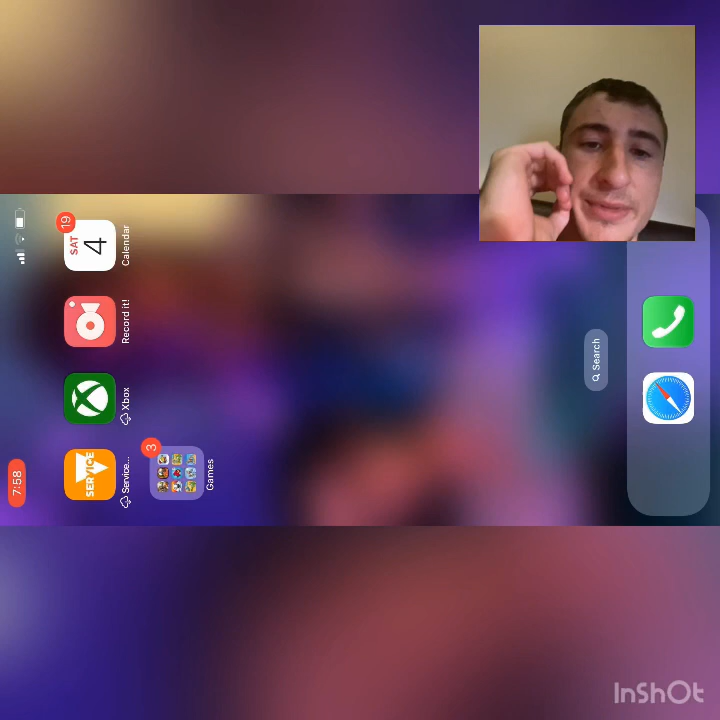 7:58
SERVICE
Service...
Xbox
Record it!
19
SAT
4
Calendar
3
Games
Search
InShOt